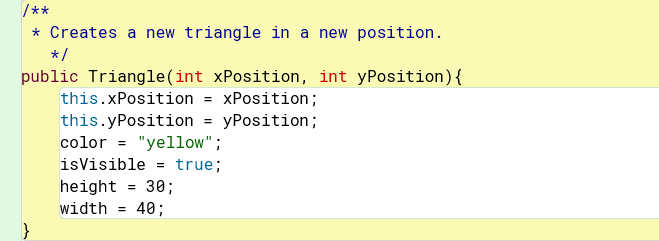 /**
 * Creates a new triangle in a new position.
   */
public Triangle(int xPosition, int yPosition){
    this.xPosition = xPosition;
    this.yPosition = yPosition;
    color = "yellow";
    isVisible = true;
    height = 30;
    width = 40;
}